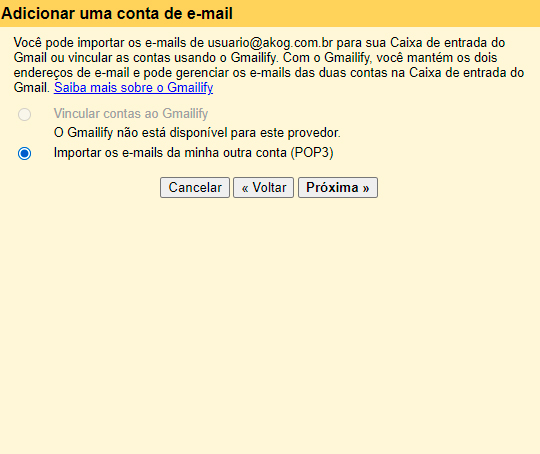 Adicionar uma conta de e-mail
Você pode importar os e-mails de usuario@akog.com.br para sua Caixa de entrada do
Gmail ou vincular as contas usando o Gmailify. Com o Gmailify, você mantém os dois
endereços de e-mail e pode gerenciar os e-mails das duas contas na Caixa de entrada do
Gmail. Saiba mais sobre o Gmailify
Vincular contas ao Gmailify
O Gmailify não está disponível para este provedor.
Importar os e-mails da minha outra conta (POP3)
Cancelar « Voltar Próxima »